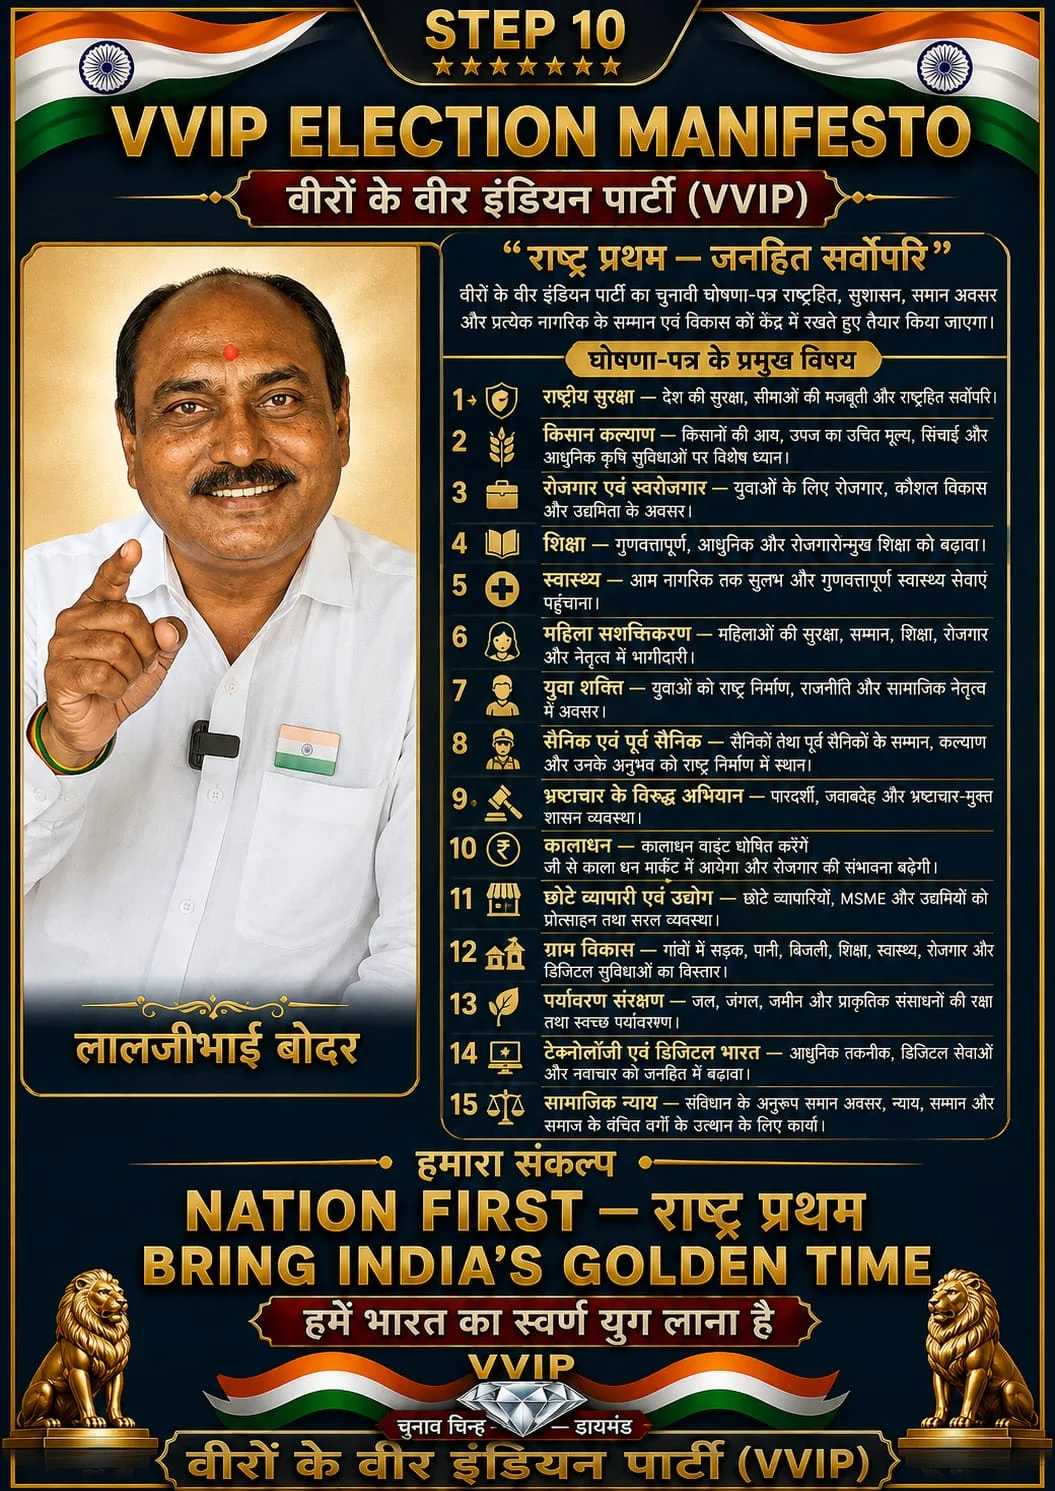 STEP 10
VVIP ELECTION MANIFESTO
वीरों के वीर इंडियन पार्टी (VVIP)
“राष्ट्र प्रथम – जनहित सर्वोपरि”
वीरों के वीर इंडियन पार्टी का चुनावी घोषणा-पत्र राष्ट्रहित, सुशासन, समान अवसर
और प्रत्येक नागरिक के सम्मान एवं विकास कों केंद्र में रखते हुए तैयार किया जाएगा।
घोषणा-पत्र के प्रमुख विषय
1 राष्ट्रीय सुरक्षा — देश की सुरक्षा, सीमाओं की मजबूती और राष्ट्रहित सर्वोपरि।
2 किसान कल्याण — किसानों की आय, उपज का उचित मूल्य, सिंचाई और
आधुनिक कृषि सुविधाओं पर विशेष ध्यान।
3 रोजगार एवं स्वरोजगार — युवाओं के लिए रोजगार, कौशल विकास
और उद्यमिता के अवसर।
4 शिक्षा — गुणवत्तापूर्ण, आधुनिक और रोजगारोन्मुख शिक्षा को बढ़ावा।
5 स्वास्थ्य — आम नागरिक तक सुलभ और गुणवत्तापूर्ण स्वास्थ्य सेवाएं
पहुंचाना।
6 महिला सशक्तिकरण — महिलाओं की सुरक्षा, सम्मान, शिक्षा, रोजगार
और नेतृत्त में भागीदारी।
7 युवा शक्ति — युवाओं को राष्ट्र निर्माण, राजनीति और सामाजिक नेतृत्व
में अवसर।
8 सैनिक एवं पूर्व सैनिक — सैनिकों तथा पूर्व सैनिकों के सम्मान, कल्याण
और उनके अनुभव को राष्ट्र निर्माण में स्थान।
9 भ्रष्टाचार के विरुद्ध अभियान — पारदर्शी, जवाबदेह और भ्रष्टाचार-मुक्त
शासन व्यवस्था।
10 कालाधन — कालाधन वाइंट घोषित करेंगें
जी से काला धन मार्केट में आयेगा और रोजगार की संभावना बढ़ेगी।
11 छोटे व्यापारी एवं उद्योग — छोटे व्यापारियों, MSME और उद्यमियों को
प्रोत्साहन तथा सरल व्यवस्था।
12 ग्राम विकास — गांवों में सड़क, पानी, बिजली, शिक्षा, स्वास्थ्य, रोजगार और
डिजिटल सुविधाओं का विस्तार।
13 पर्यावरण संरक्षण — जल, जंगल, जमीन और प्राकृतिक संसाधनों की रक्षा
तथा स्वच्छ पर्यावरण।
14 टेक्नोलॉजी एवं डिजिटल भारत — आधुनिक तकनीक, डिजिटल सेवाओं
और नवाचार को जनहित में बढ़ावा।
15 सामाजिक न्याय — संविधान के अनुरूप समान अवसर, न्याय, सम्मान और
समाज के वंचित वर्गों के उत्थान के लिए कार्या।
लालजीभाई बोदर
हमारा संकल्प
NATION FIRST – राष्ट्र प्रथम
BRING INDIA'S GOLDEN TIME
हमें भारत का स्वर्ण युग लाना है
VVIP
चुनाव चिन्ह - — डायमंड
वीरों के वीर इंडियन पार्टी (VVIP)